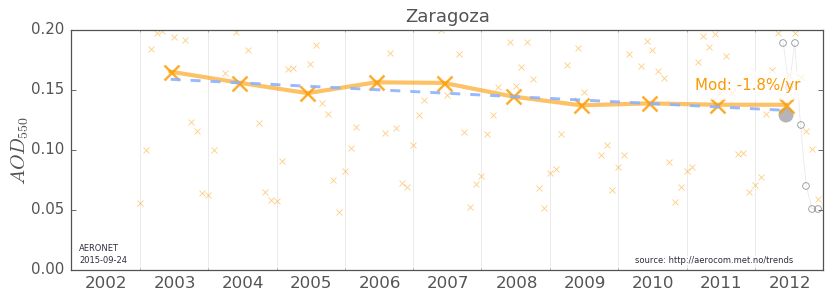 Zaragoza
0.20
0.15
0.10
0.05
0.00
AOD550
Mod: -1.8%/yr
AERONET
2015-09-24
source: http://aerocom.met.no/trends
2002 2003 2004 2005 2006 2007 2008 2009 2010 2011 2012